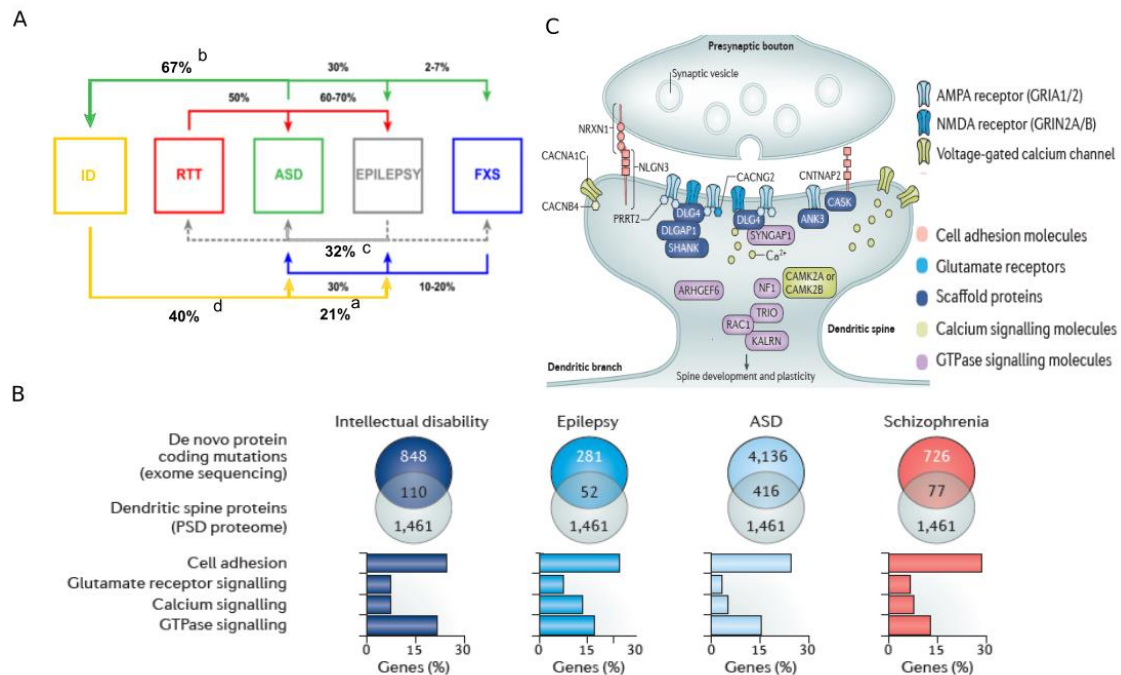 A
67% b
30%
2-7%
50%
60-70%
ID
RTT
ASD
EPILEPSY
FXS
32% c
30%
10-20%
d
a
40%
21%
C
Presynaptic bouton
Synaptic vesicle
NRXN1
CACNA1C
NLGN3
CACNB4
PRRT2
CACNG2
CNTNAP2
DLG4
DLG4
CASK
ANK3
DLGAP1
SHANK
SYNGAP1
Ca²⁺
ARHGEF6
NF1
CAMK2A or
CAMK2B
TRIO
RAC1
KALRN
Dendritic spine
Dendritic branch
Spine development and plasticity
AMPA receptor (GRIA1/2)
NMDA receptor (GRIN2A/B)
Voltage-gated calcium channel
Cell adhesion molecules
Glutamate receptors
Scaffold proteins
Calcium signalling molecules
GTPase signalling molecules
B
Intellectual disability
Epilepsy
ASD
Schizophrenia
De novo protein
coding mutations
(exome sequencing)
848
281
4,136
726
110
52
416
77
Dendritic spine proteins
(PSD proteome)
1,461
1,461
1,461
1,461
Cell adhesion
Glutamate receptor signalling
Calcium signalling
GTPase signalling
0 15 30
0 15 30
0 15 30
0 15 30
Genes (%)
Genes (%)
Genes (%)
Genes (%)